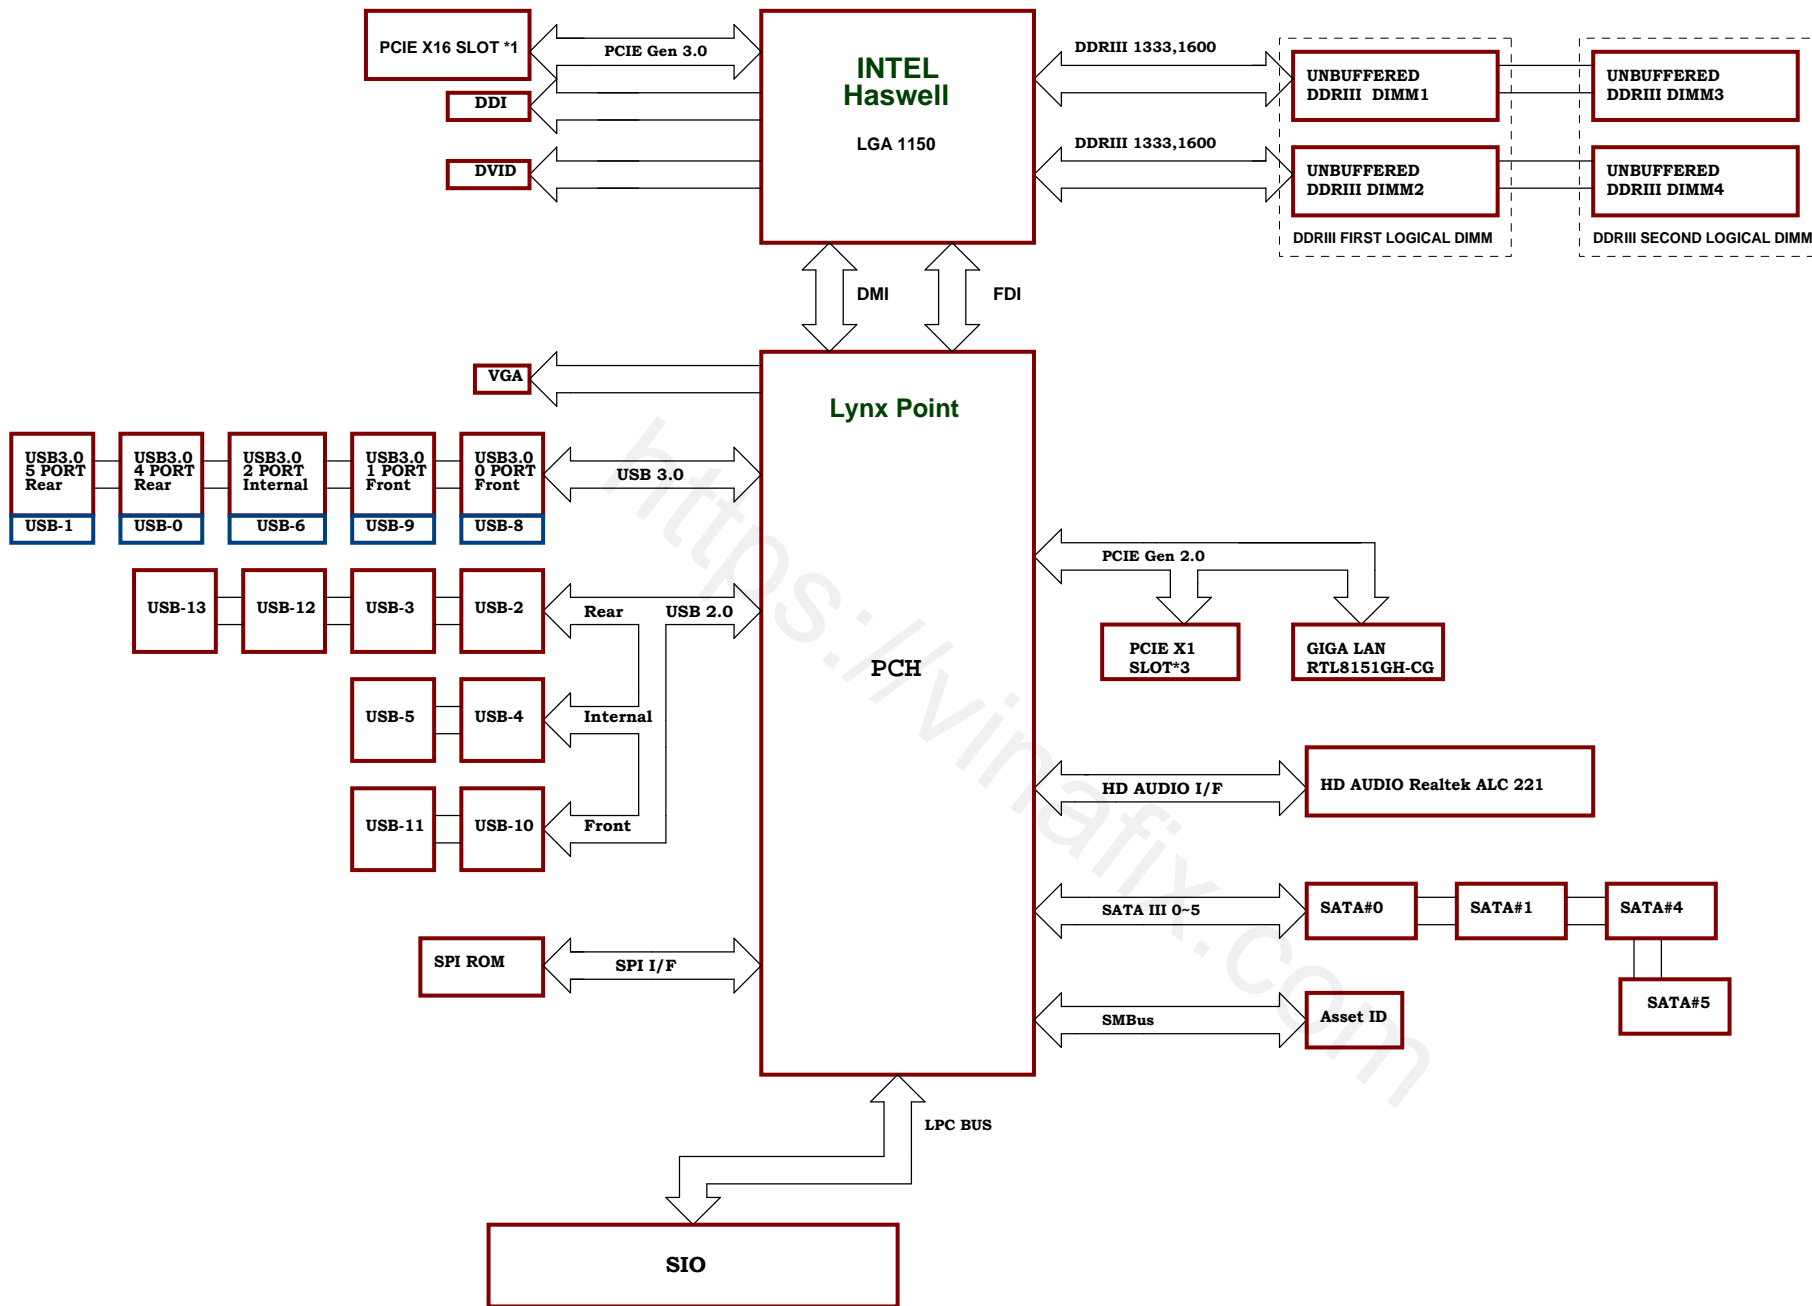 PCIE X16 SLOT *1
PCIE Gen 3.0
DDI
DVID
INTEL
Haswell
LGA 1150
DDRIII 1333,1600
DDRIII 1333,1600
UNBUFFERED
DDRIII DIMM1
UNBUFFERED
DDRIII DIMM3
UNBUFFERED
DDRIII DIMM2
UNBUFFERED
DDRIII DIMM4
DDRIII FIRST LOGICAL DIMM
DDRIII SECOND LOGICAL DIMM
DMI
FDI
VGA
Lynx Point
PCH
USB3.0
5 PORT
Rear
USB-1
USB3.0
4 PORT
Rear
USB-0
USB3.0
2 PORT
Internal
USB-6
USB3.0
1 PORT
Front
USB-9
USB3.0
0 PORT
Front
USB-8
USB 3.0
USB-13
USB-12
USB-3
USB-2
Rear
USB 2.0
USB-5
USB-4
Internal
USB-11
USB-10
Front
SPI ROM
SPI I/F
PCIE Gen 2.0
PCIE X1
SLOT*3
GIGA LAN
RTL8151GH-CG
HD AUDIO I/F
HD AUDIO Realtek ALC 221
SATA III 0~5
SATA#0
SATA#1
SATA#4
SATA#5
SMBus
Asset ID
LPC BUS
SIO
https://vinafix.com